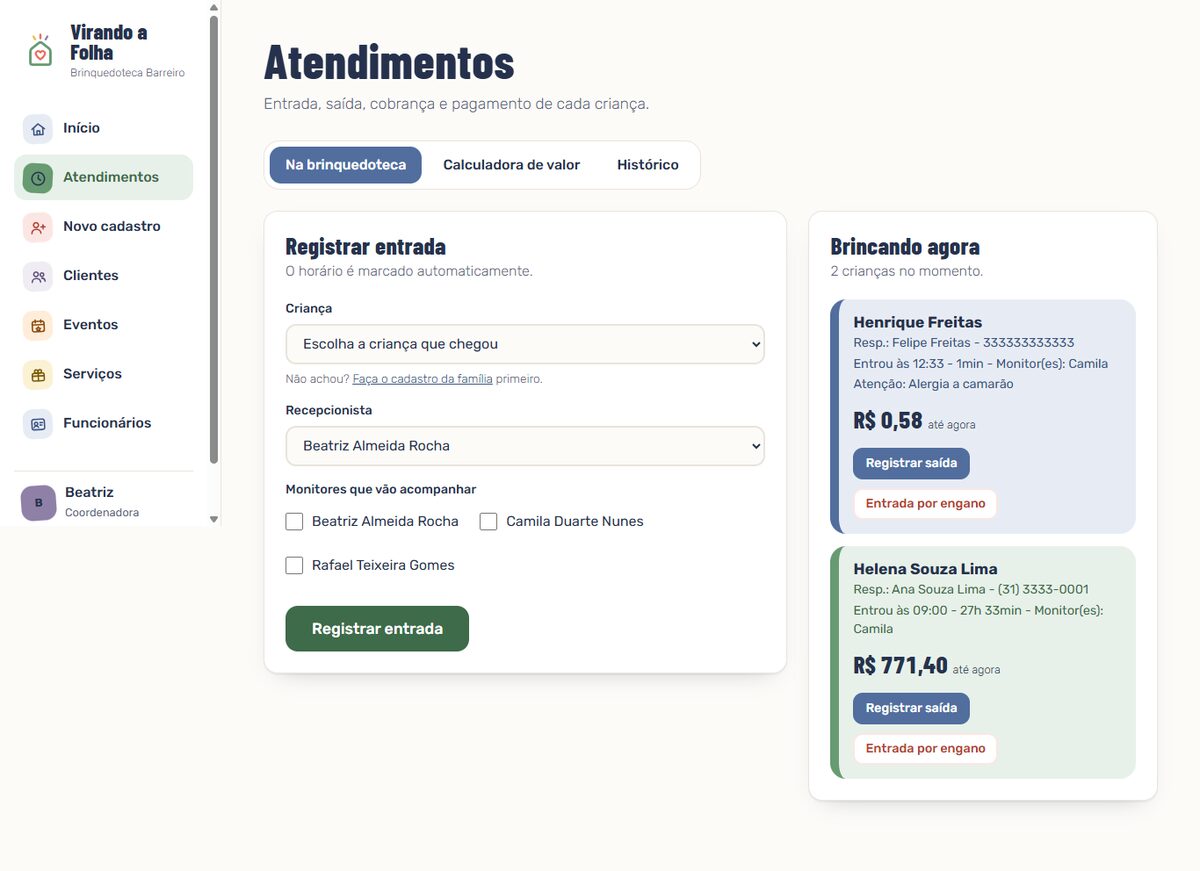 Virando a
Folha
Brinquedoteca Barreiro
Início
Atendimentos
Novo cadastro
Clientes
Eventos
Serviços
Funcionários
B
Beatriz
Coordenadora
Atendimentos
Entrada, saída, cobrança e pagamento de cada criança.
Na brinquedoteca
Calculadora de valor
Histórico
Registrar entrada
O horário é marcado automaticamente.
Criança
Escolha a criança que chegou
Não achou? Faça o cadastro da família primeiro.
Recepcionista
Beatriz Almeida Rocha
Monitores que vão acompanhar
Beatriz Almeida Rocha
Camila Duarte Nunes
Rafael Teixeira Gomes
Registrar entrada
Brincando agora
2 crianças no momento.
Henrique Freitas
Resp.: Felipe Freitas - 333333333333
Entrou às 12:33 - 1min - Monitor(es): Camila
Atenção: Alergia a camarão
R$ 0,58 até agora
Registrar saída
Entrada por engano
Helena Souza Lima
Resp.: Ana Souza Lima - (31) 3333-0001
Entrou às 09:00 - 27h 33min - Monitor(es):
Camila
R$ 771,40 até agora
Registrar saída
Entrada por engano